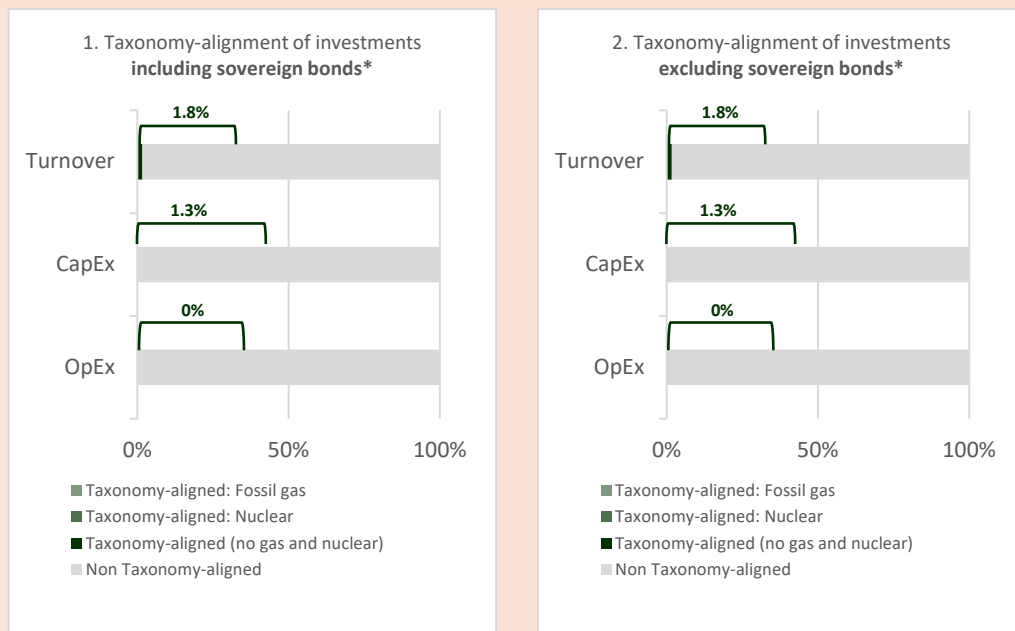 1. Taxonomy-alignment of investments
including sovereign bonds*
1.8%
Turnover
1.3%
CapEx
0%
OpEx
0% 50% 100%
Taxonomy-aligned: Fossil gas
Taxonomy-aligned: Nuclear
Taxonomy-aligned (no gas and nuclear)
Non Taxonomy-aligned
2. Taxonomy-alignment of investments
excluding sovereign bonds*
1.8%
Turnover
1.3%
CapEx
0%
OpEx
0% 50% 100%
Taxonomy-aligned: Fossil gas
Taxonomy-aligned: Nuclear
Taxonomy-aligned (no gas and nuclear)
Non Taxonomy-aligned